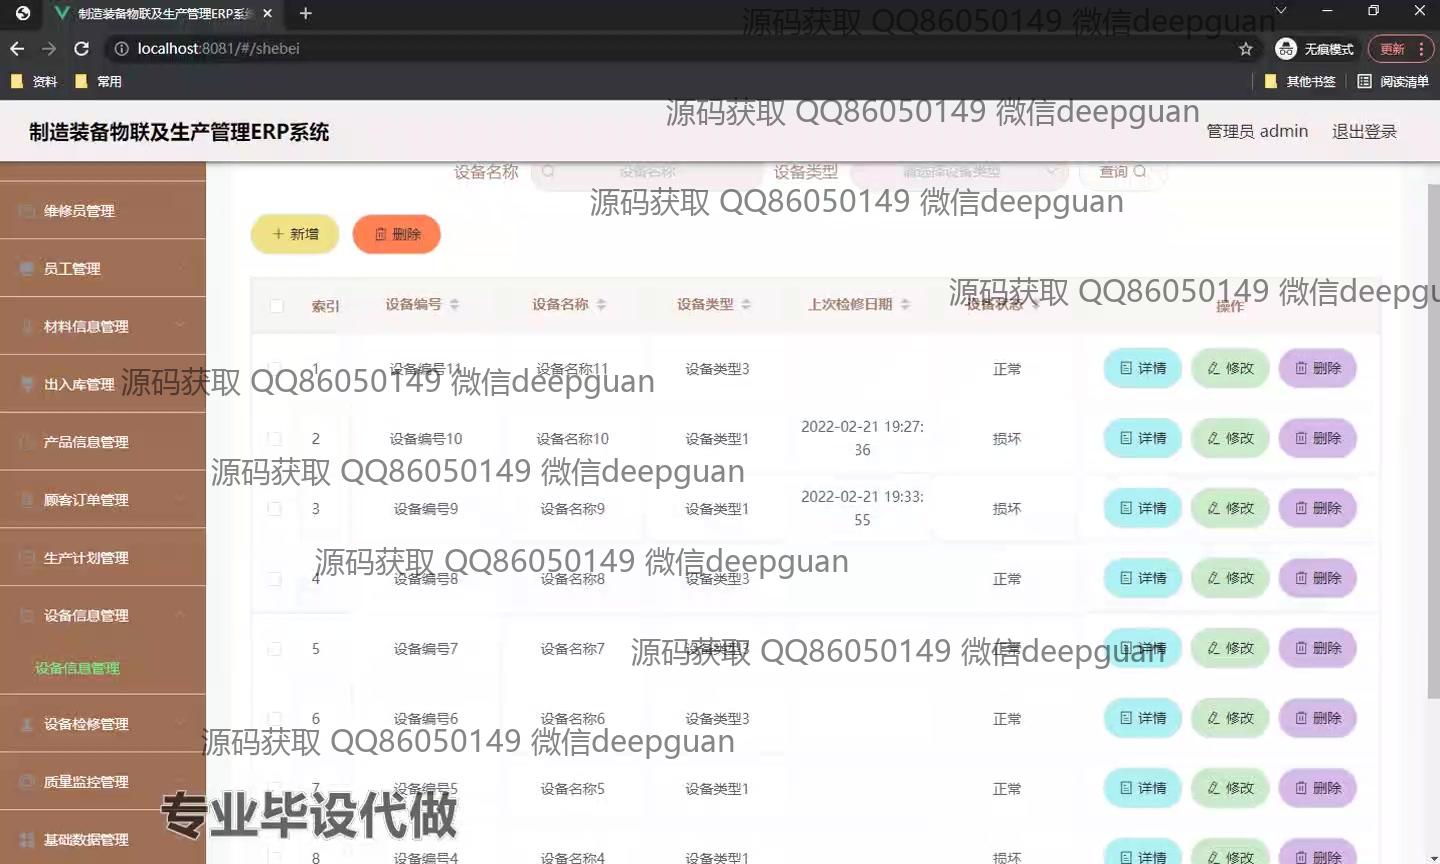 制造装备物联及生产管理ERP系统
源码获取 QQ86050149 微信deepguan
localhost:8081/#/shebei
无痕模式
更新
资料
常用
其他书签
阅读清单
源码获取 QQ86050149 微信deepguan
制造装备物联及生产管理ERP系统
管理员 admin
退出登录
设备名称
设备名称
设备类型
请选择设备类型
查询
维修员管理
源码获取 QQ86050149 微信deepguan
新增
删除
员工管理
源码获取 QQ86050149 微信deepgu
索引 设备编号 设备名称 设备类型 上次检修日期 设备状态 操作
材料信息管理
1 设备编号11 设备名称11 设备类型3 正常 详情 修改 删除
出入库管理
源码获取 QQ86050149 微信deepguan
2 设备编号10 设备名称10 设备类型1 2022-02-21 19:27:36 损坏 详情 修改 删除
产品信息管理
源码获取 QQ86050149 微信deepguan
顾客订单管理
3 设备编号9 设备名称9 设备类型1 2022-02-21 19:33:55 损坏 详情 修改 删除
生产计划管理
源码获取 QQ86050149 微信deepguan
4 设备编号8 设备名称8 设备类型3 正常 详情 修改 删除
设备信息管理
5 设备编号7 设备名称7 设备类型3 正常 详情 修改 删除
源码获取 QQ86050149 微信deepguan
设备信息管理
6 设备编号6 设备名称6 设备类型3 正常 详情 修改 删除
设备检修管理
源码获取 QQ86050149 微信deepguan
质量监控管理
7 设备编号5 设备名称5 设备类型1 正常 详情 修改 删除
专业毕设代做
基础数据管理
8 设备编号4 设备名称4 设备类型1 损坏 详情 修改 删除